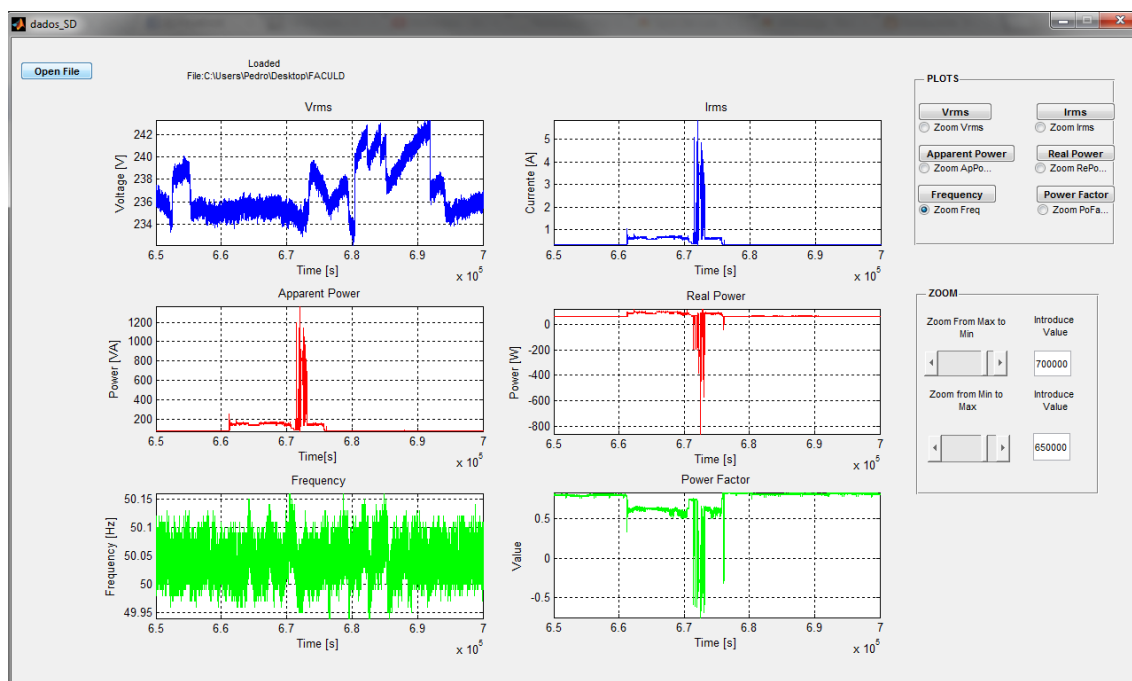 dados_SD
Open File
Loaded
File:C:\Users\Pedro\Desktop\FACULD
Vrms
Voltage [V]
242
240
238
236
234
6.5 6.6 6.7 6.8 6.9 7
Time [s]
x 10^5
Irms
Currente [A]
5
4
3
2
1
6.5 6.6 6.7 6.8 6.9 7
Time [s]
x 10^5
Apparent Power
Power [VA]
1200
1000
800
600
400
200
6.5 6.6 6.7 6.8 6.9 7
Time[s]
x 10^5
Real Power
Power [W]
0
-200
-400
-600
-800
6.5 6.6 6.7 6.8 6.9 7
Time [s]
x 10^5
Frequency
Frequency [Hz]
50.15
50.1
50.05
50
49.95
6.5 6.6 6.7 6.8 6.9 7
Time [s]
x 10^5
Power Factor
Value
0.5
0
-0.5
6.5 6.6 6.7 6.8 6.9 7
Time [s]
x 10^5
PLOTS
Vrms Irms
Zoom Vrms Zoom Irms
Apparent Power Real Power
Zoom ApPo... Zoom RePo...
Frequency Power Factor
Zoom Freq Zoom PoFa...
ZOOM
Zoom From Max to
Min
Introduce
Value
700000
Zoom from Min to
Max
Introduce
Value
650000